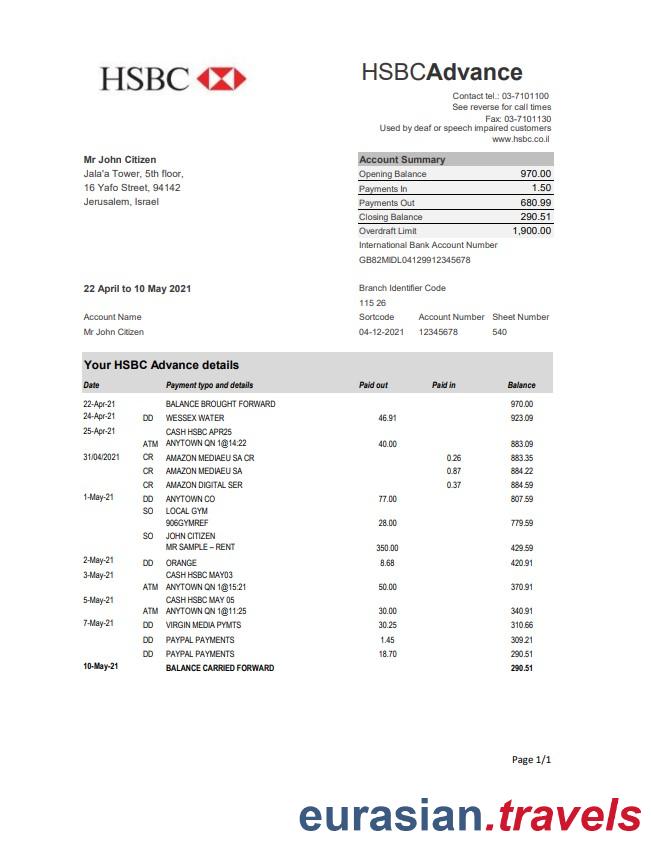 HSBC
HSBCAdvance
Contact tel.: 03-7101100
See reverse for call times
Fax: 03-7101130
Used by deaf or speech impaired customers
www.hsbc.co.il
Mr John Citizen
Jala'a Tower, 5th floor,
16 Yafo Street, 94142
Jerusalem, Israel
Account Summary
Opening Balance 970.00
Payments In 1.50
Payments Out 680.99
Closing Balance 290.51
Overdraft Limit 1,900.00
International Bank Account Number
GB82MIDL04129912345678
22 April to 10 May 2021
Branch Identifier Code
115 26
Account Name Sortcode Account Number Sheet Number
Mr John Citizen 04-12-2021 12345678 540
Your HSBC Advance details
Date Payment typo and details Paid out Paid in Balance
22-Apr-21 BALANCE BROUGHT FORWARD 970.00
24-Apr-21 DD WESSEX WATER 46.91 923.09
25-Apr-21 CASH HSBC APR25
ATM ANYTOWN QN 1@14:22 40.00 883.09
31/04/2021 CR AMAZON MEDIAEU SA CR 0.26 883.35
CR AMAZON MEDIAEU SA 0.87 884.22
CR AMAZON DIGITAL SER 0.37 884.59
1-May-21 DD ANYTOWN CO 77.00 807.59
SO LOCAL GYM
906GYMREF 28.00 779.59
SO JOHN CITIZEN
MR SAMPLE – RENT 350.00 429.59
2-May-21 DD ORANGE 8.68 420.91
3-May-21 CASH HSBC MAY03
ATM ANYTOWN QN 1@15:21 50.00 370.91
5-May-21 CASH HSBC MAY 05
ATM ANYTOWN QN 1@11:25 30.00 340.91
7-May-21 DD VIRGIN MEDIA PYMTS 30.25 310.66
DD PAYPAL PAYMENTS 1.45 309.21
DD PAYPAL PAYMENTS 18.70 290.51
10-May-21 BALANCE CARRIED FORWARD 290.51
Page 1/1
eurasian.travels